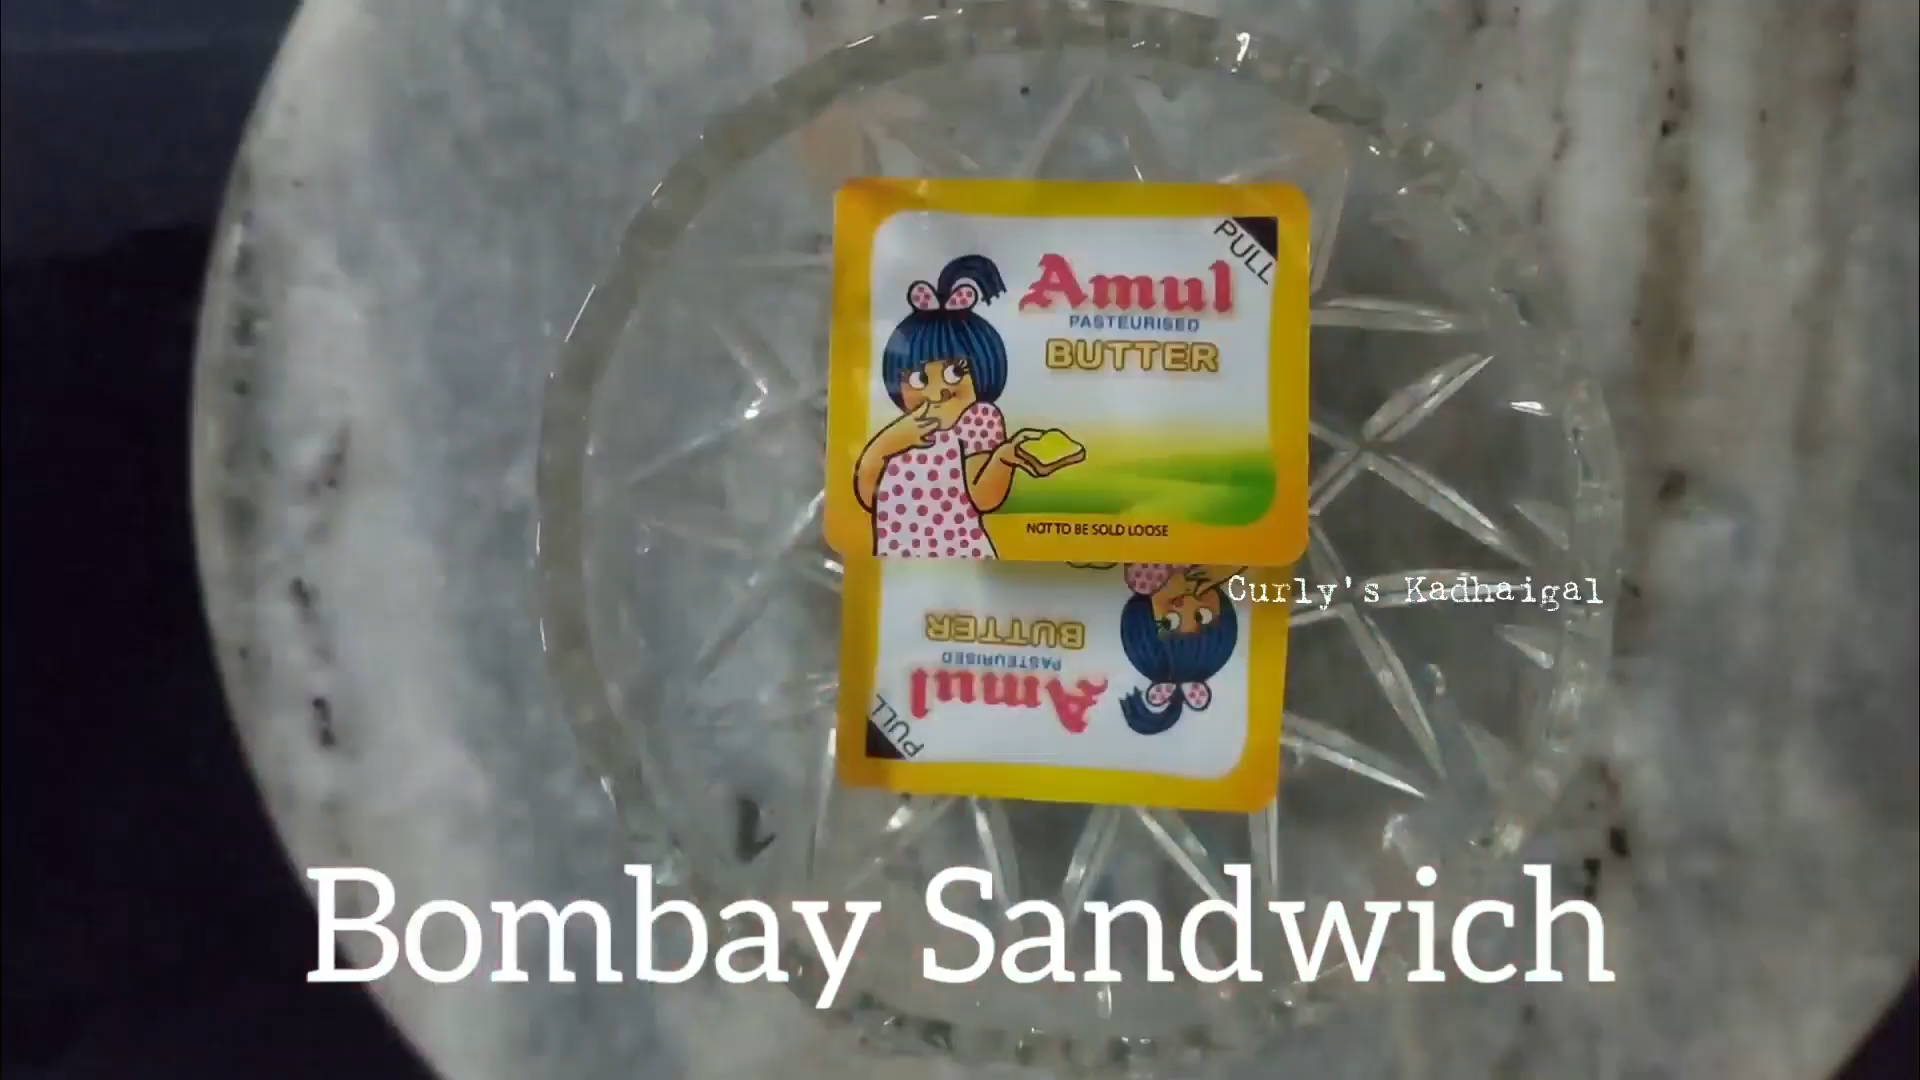 PULL
Amul
PASTEURISED
BUTTER
NOT TO BE SOLD LOOSE
Curly's Kadhaigal
BUTTER
PASTEURISED
Amul
PULL
Bombay Sandwich